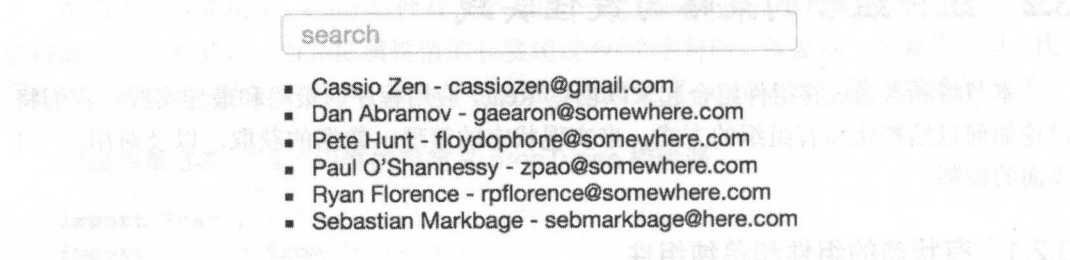 search
Cassio Zen - cassiozen@gmail.com
Dan Abramov - gaearon@somewhere.com
Pete Hunt - floydophone@somewhere.com
Paul O'Shannessy - zpao@somewhere.com
Ryan Florence - rpflorence@somewhere.com
Sebastian Markbage - sebmarkbage@here.com